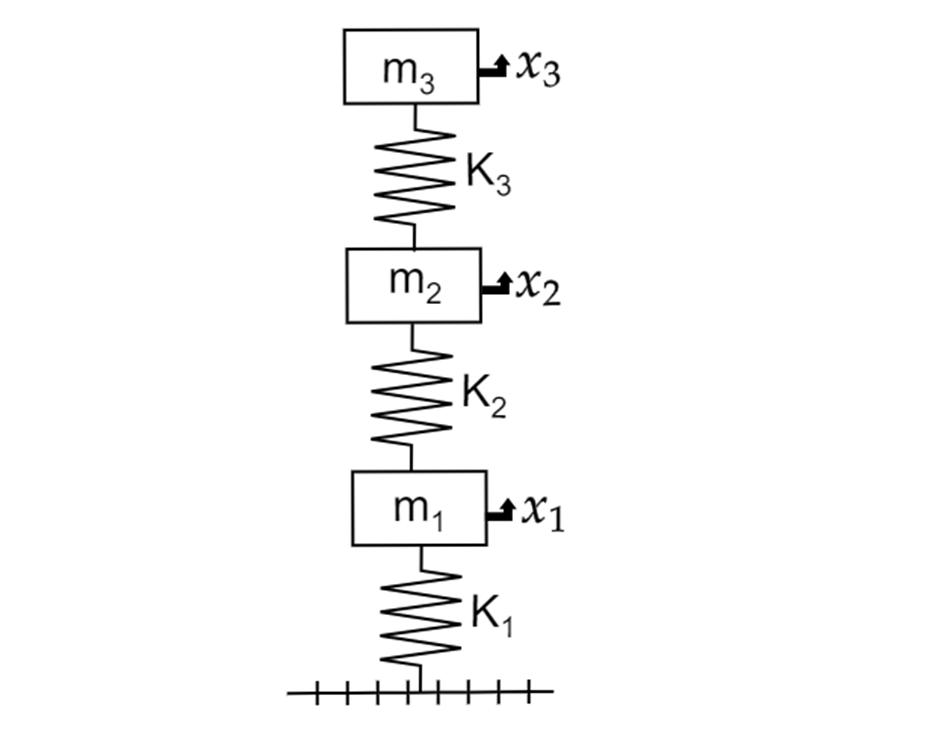 m₃ x₃
K₃
m₂ x₂
K₂
m₁ x₁
K₁